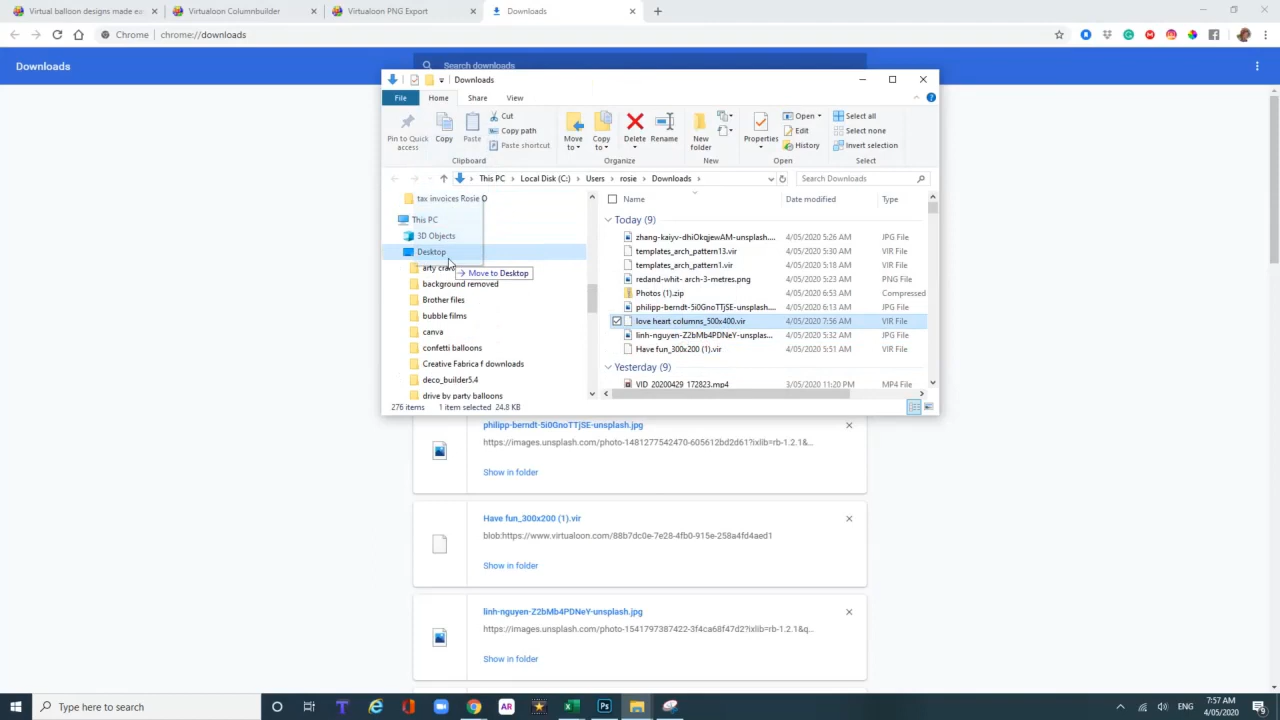 Virtual balloon designs made ea
Virtualoon Columnbuilder
Virtualoon PNG Export
Downloads
Chrome
chrome://downloads
Downloads
Search downloads
Downloads
File
Home
Share
View
Pin to Quick access
Copy
Paste
Cut
Copy path
Paste shortcut
Clipboard
Move to
Copy to
Delete
Rename
Organize
New folder
New
Properties
Open
Edit
History
Open
Select all
Select none
Invert selection
Select
This PC > Local Disk (C:) > Users > rosie > Downloads >
Search Downloads
tax invoices Rosie O
This PC
3D Objects
Desktop
arty cra
Move to Desktop
background removed
Brother files
bubble films
canva
confetti balloons
Creative Fabrica f downloads
deco_builder5.4
drive by party balloons
Name Date modified Type
Today (9)
zhang-kaiyv-dhiOkqjewAM-unsplash.... 4/05/2020 5:26 AM JPG File
templates_arch_pattern13.vir 4/05/2020 5:51 AM VIR File
templates_arch_pattern1.vir 4/05/2020 5:18 AM VIR File
redand-whit- arch-3-metres.png 4/05/2020 5:23 AM PNG File
Photos (1).zip 4/05/2020 6:53 AM Compressed
philipp-berndt-5i0GnoTTjSE-unsplash.... 4/05/2020 6:13 AM JPG File
love heart columns_500x400.vir 4/05/2020 7:56 AM VIR File
linh-nguyen-Z2bMb4PDNeY-unsplas... 4/05/2020 5:32 AM JPG File
Have fun_300x200 (1).vir 4/05/2020 5:51 AM VIR File
Yesterday (9)
VID_20200429_172823.mp4 3/05/2020 11:20 PM MP4 File
276 items 1 item selected 24.8 KB
philipp-berndt-5i0GnoTTjSE-unsplash.jpg
https://images.unsplash.com/photo-1481277542470-605612bd2d61?ixlib=rb-1.2.1&...
Show in folder
Have fun_300x200 (1).vir
blob:https://www.virtualoon.com/88b7dc0e-7e28-4fb0-915e-258a4fd4aed1
Show in folder
linh-nguyen-Z2bMb4PDNeY-unsplash.jpg
https://images.unsplash.com/photo-1541797387422-3f4ca68f47d2?ixlib=rb-1.2.1&q...
Show in folder
Type here to search
AR
Ps
ENG
7:57 AM
4/05/2020